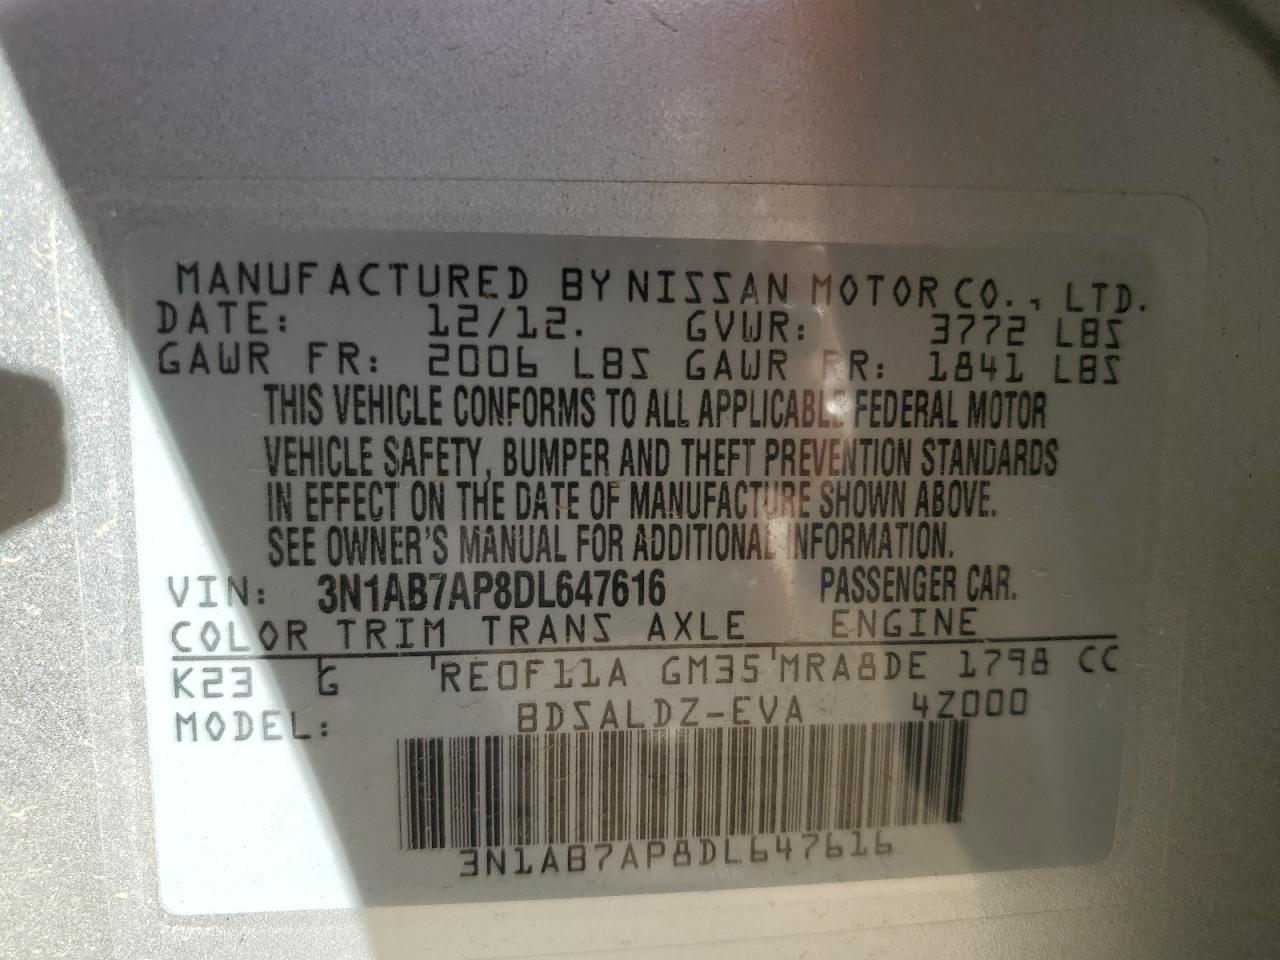 MANUFACTURED BY NISSAN MOTOR CO., LTD.
DATE: 12/12. GVWR: 3772 LBS
GAWR FR: 2006 LBS GAWR RR: 1841 LBS
THIS VEHICLE CONFORMS TO ALL APPLICABLE FEDERAL MOTOR
VEHICLE SAFETY, BUMPER AND THEFT PREVENTION STANDARDS
IN EFFECT ON THE DATE OF MANUFACTURE SHOWN ABOVE.
SEE OWNER'S MANUAL FOR ADDITIONAL INFORMATION.
VIN: 3N1AB7AP8DL647616 PASSENGER CAR.
COLOR TRIM TRANS AXLE ENGINE
K23 G RE0F11A GM35 MRA8DE 1798 CC
MODEL: BDSALDZ-EVA 4Z000
3N1AB7AP8DL647616